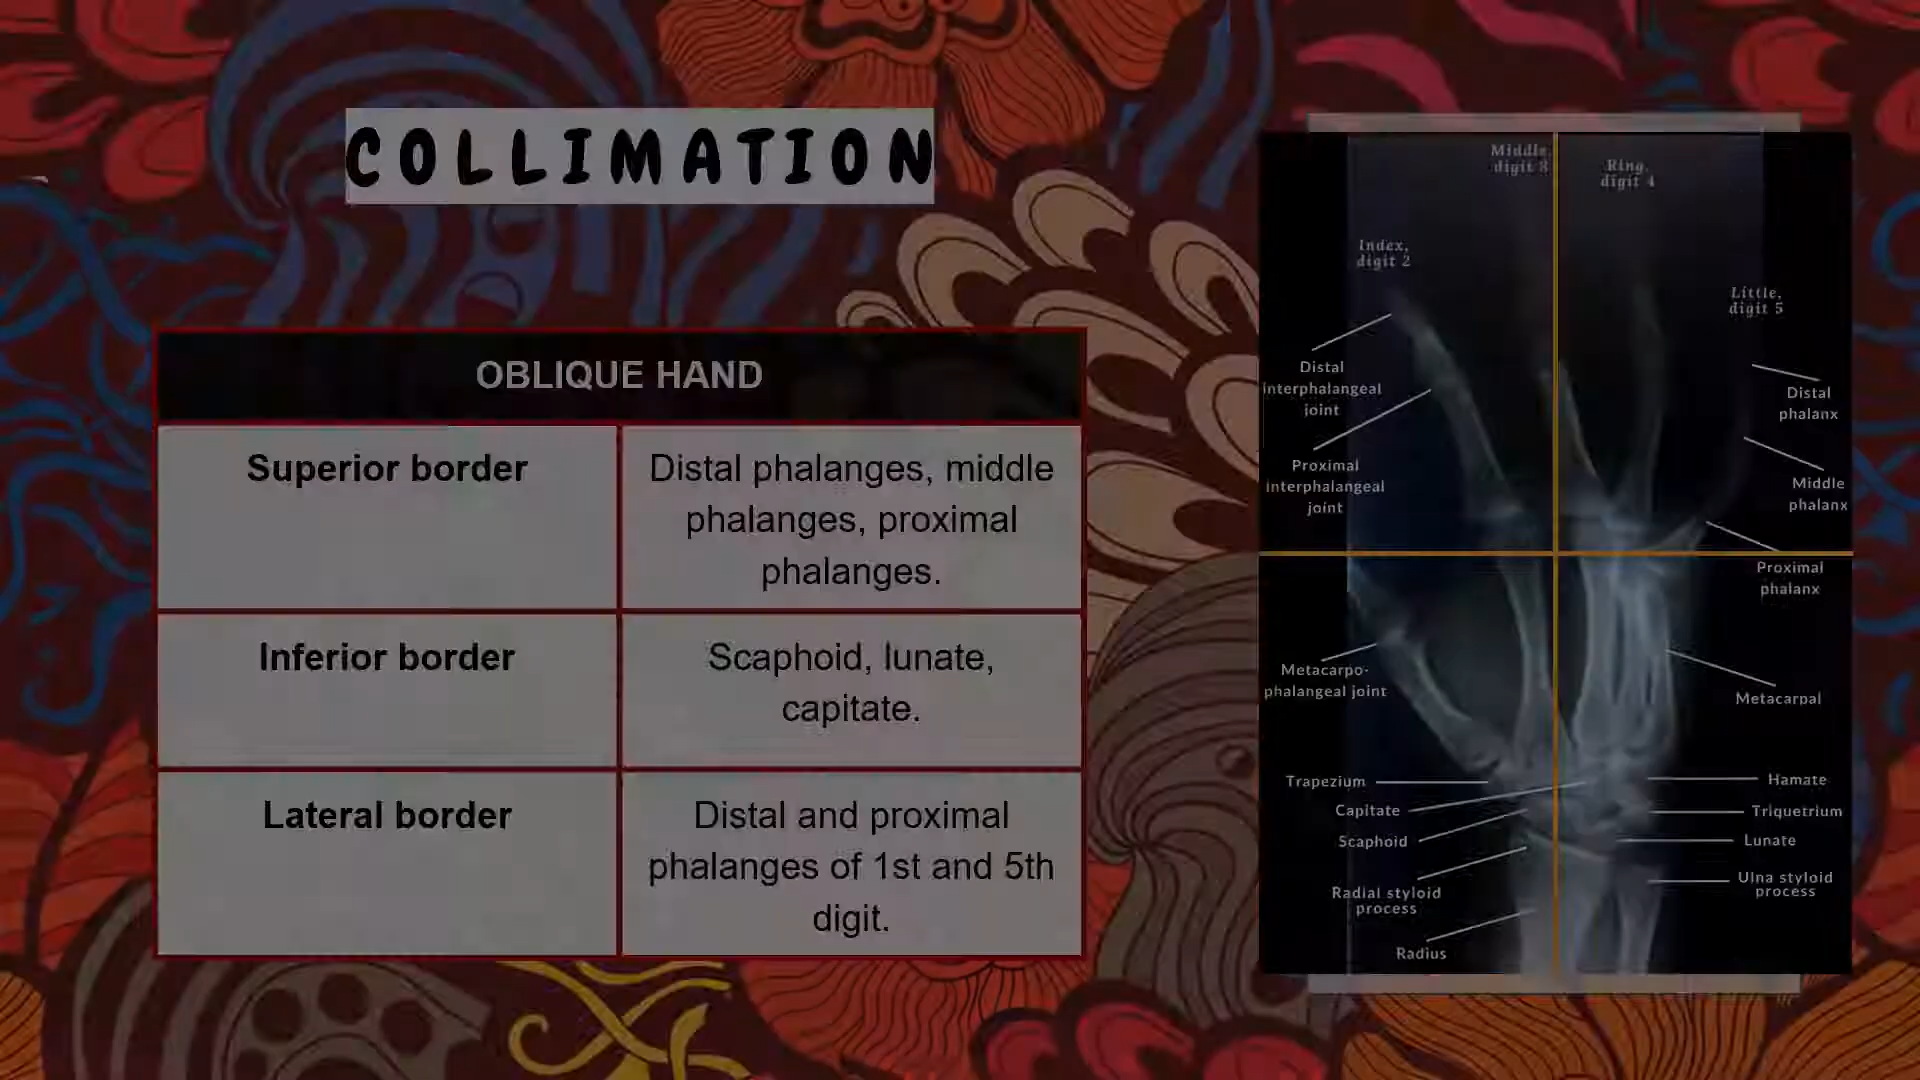 COLLIMATION
OBLIQUE HAND
Superior border
Distal phalanges, middle
phalanges, proximal
phalanges.
Inferior border
Scaphoid, lunate,
capitate.
Lateral border
Distal and proximal
phalanges of 1st and 5th
digit.
Middle,
digit 3
Ring,
digit 4
Index,
digit 2
Little,
digit 5
Distal
interphalangeal
joint
Distal
phalanx
Proximal
interphalangeal
joint
Middle
phalanx
Proximal
phalanx
Metacarpo-
phalangeal joint
Metacarpal
Trapezium
Hamate
Capitate
Triquetrium
Scaphoid
Lunate
Radial styloid
process
Ulna styloid
process
Radius